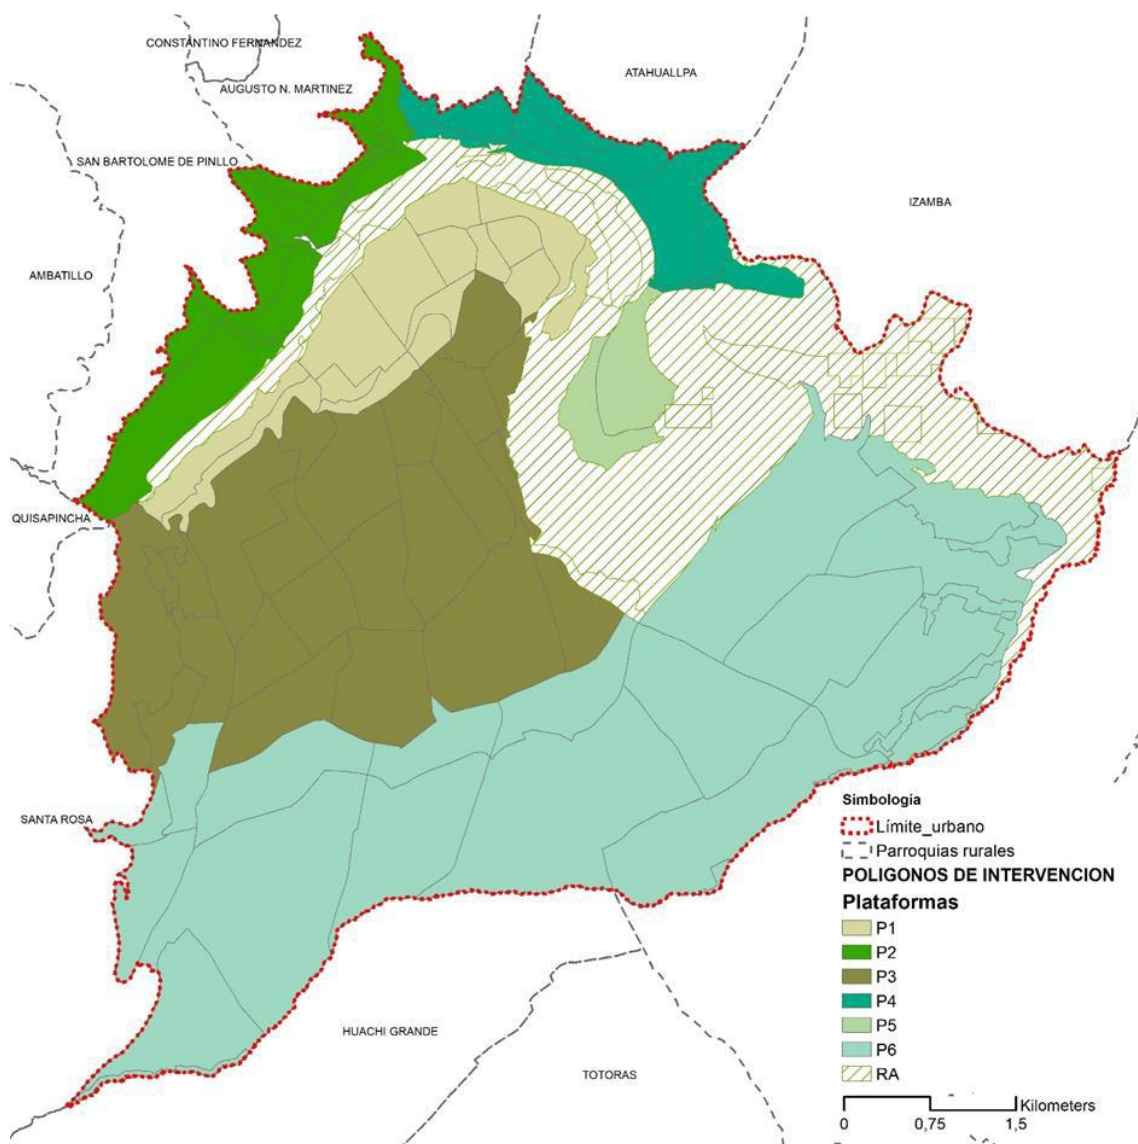 CONSTANTINO FERNANDEZ
ATAHUALLPA
AUGUSTO N. MARTINEZ
SAN BARTOLOME DE PINLLO
IZAMBA
AMBATILLO
QUISAPINCHA
SANTA ROSA
HUACHI GRANDE
TOTORAS
Simbología
Límite_urbano
Parroquias rurales
POLIGONOS DE INTERVENCION
Plataformas
P1
P2
P3
P4
P5
P6
RA
Kilometers
0 0,75 1,5